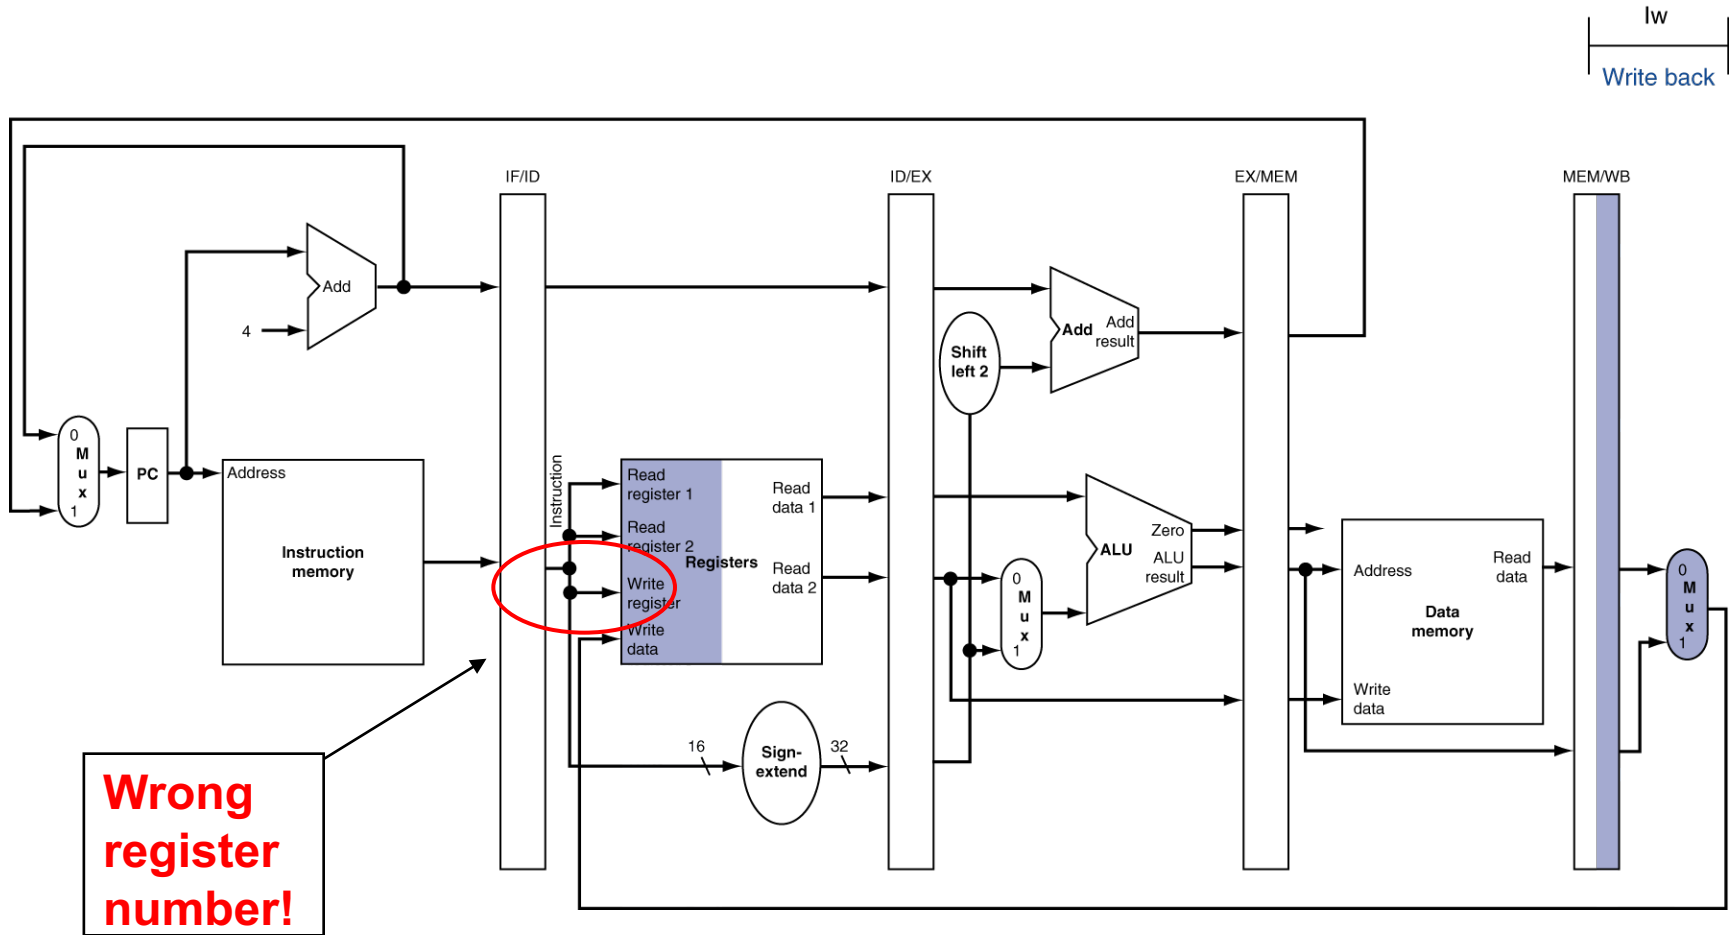 lw
Write back
IF/ID
ID/EX
EX/MEM
MEM/WB
Add
4
Add
Add
result
Shift
left 2
0
M
u
x
1
PC
Address
Instruction
memory
Instruction
Read
register 1
Read
register 2
Registers
Write
register
Write
data
Read
data 1
Read
data 2
0
M
u
x
1
ALU
Zero
ALU
result
Address
Read
data
Data
memory
Write
data
0
M
u
x
1
16
Sign-
extend
32
Wrong
register
number!